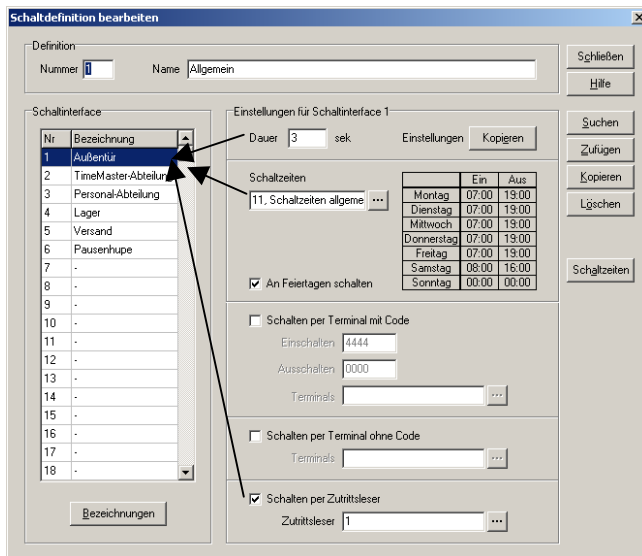 Schaltdefinition bearbeiten
Definition
Nummer 1 Name Allgemein
Schließen
Hilfe
Suchen
Zufügen
Kopieren
Löschen
Schaltzeiten
Schaltinterface
Nr Bezeichnung
1 Außentür
2 TimeMaster-Abteilun
3 Personal-Abteilung
4 Lager
5 Versand
6 Pausenhupe
7 -
8 -
9 -
10 -
11 -
12 -
13 -
14 -
15 -
16 -
17 -
18 -
Bezeichnungen
Einstellungen für Schaltinterface 1
Dauer 3 sek Einstellungen Kopieren
Schaltzeiten
11, Schaltzeiten allgeme ...
Ein Aus
Montag 07:00 19:00
Dienstag 07:00 19:00
Mittwoch 07:00 19:00
Donnerstag 07:00 19:00
Freitag 07:00 19:00
Samstag 08:00 16:00
Sonntag 00:00 00:00
An Feiertagen schalten
Schalten per Terminal mit Code
Einschalten 4444
Ausschalten 0000
Terminals ...
Schalten per Terminal ohne Code
Terminals ...
Schalten per Zutrittsleser
Zutrittsleser 1 ...